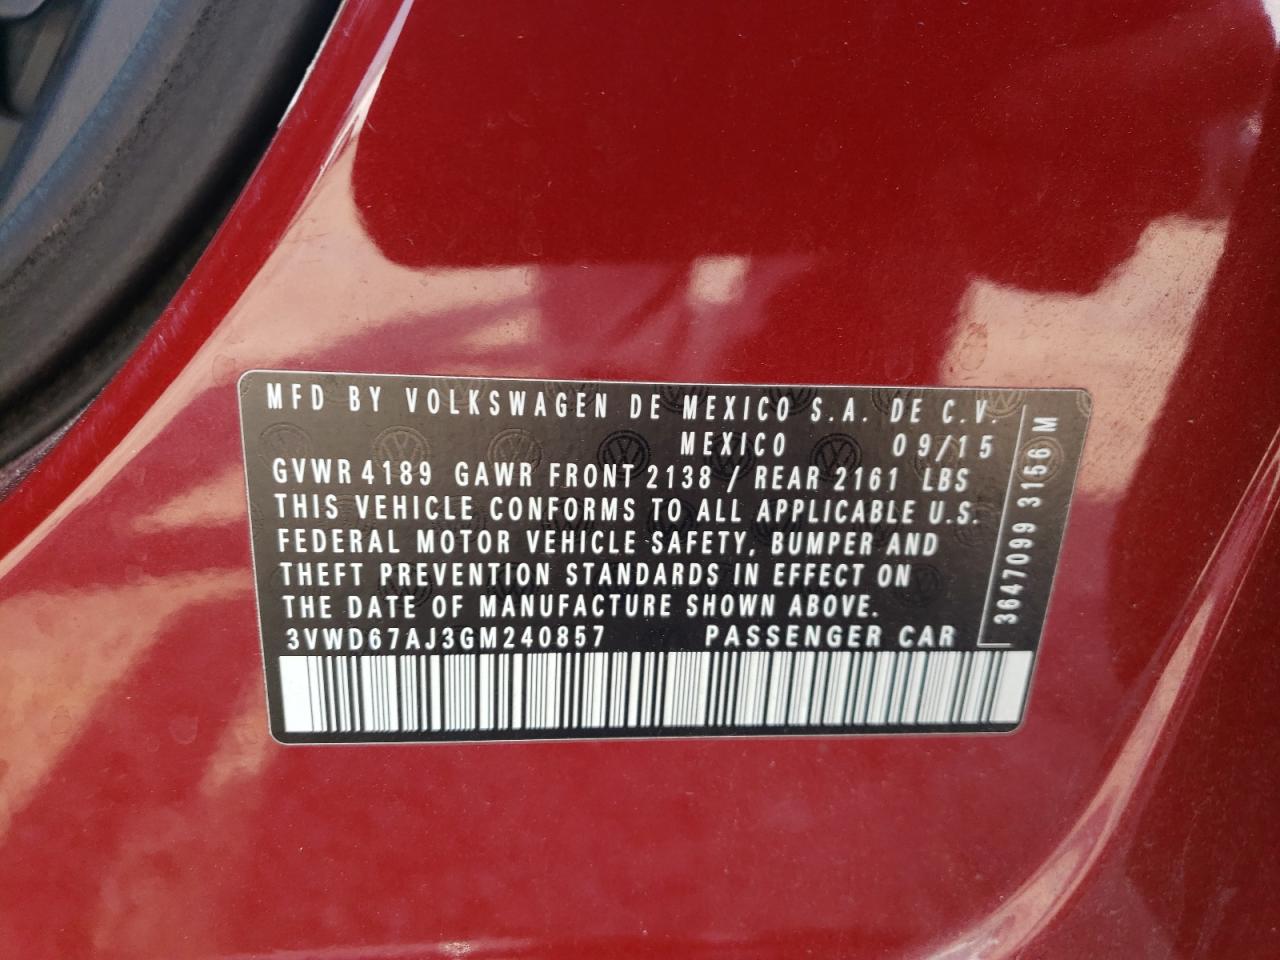 MFD BY VOLKSWAGEN DE MEXICO S.A. DE C.V.
MEXICO 09/15
GVWR 4189 GAWR FRONT 2138 / REAR 2161 LBS
THIS VEHICLE CONFORMS TO ALL APPLICABLE U.S.
FEDERAL MOTOR VEHICLE SAFETY, BUMPER AND
THEFT PREVENTION STANDARDS IN EFFECT ON
THE DATE OF MANUFACTURE SHOWN ABOVE.
3VWD67AJ3GM240857 PASSENGER CAR
3647099 3156 M